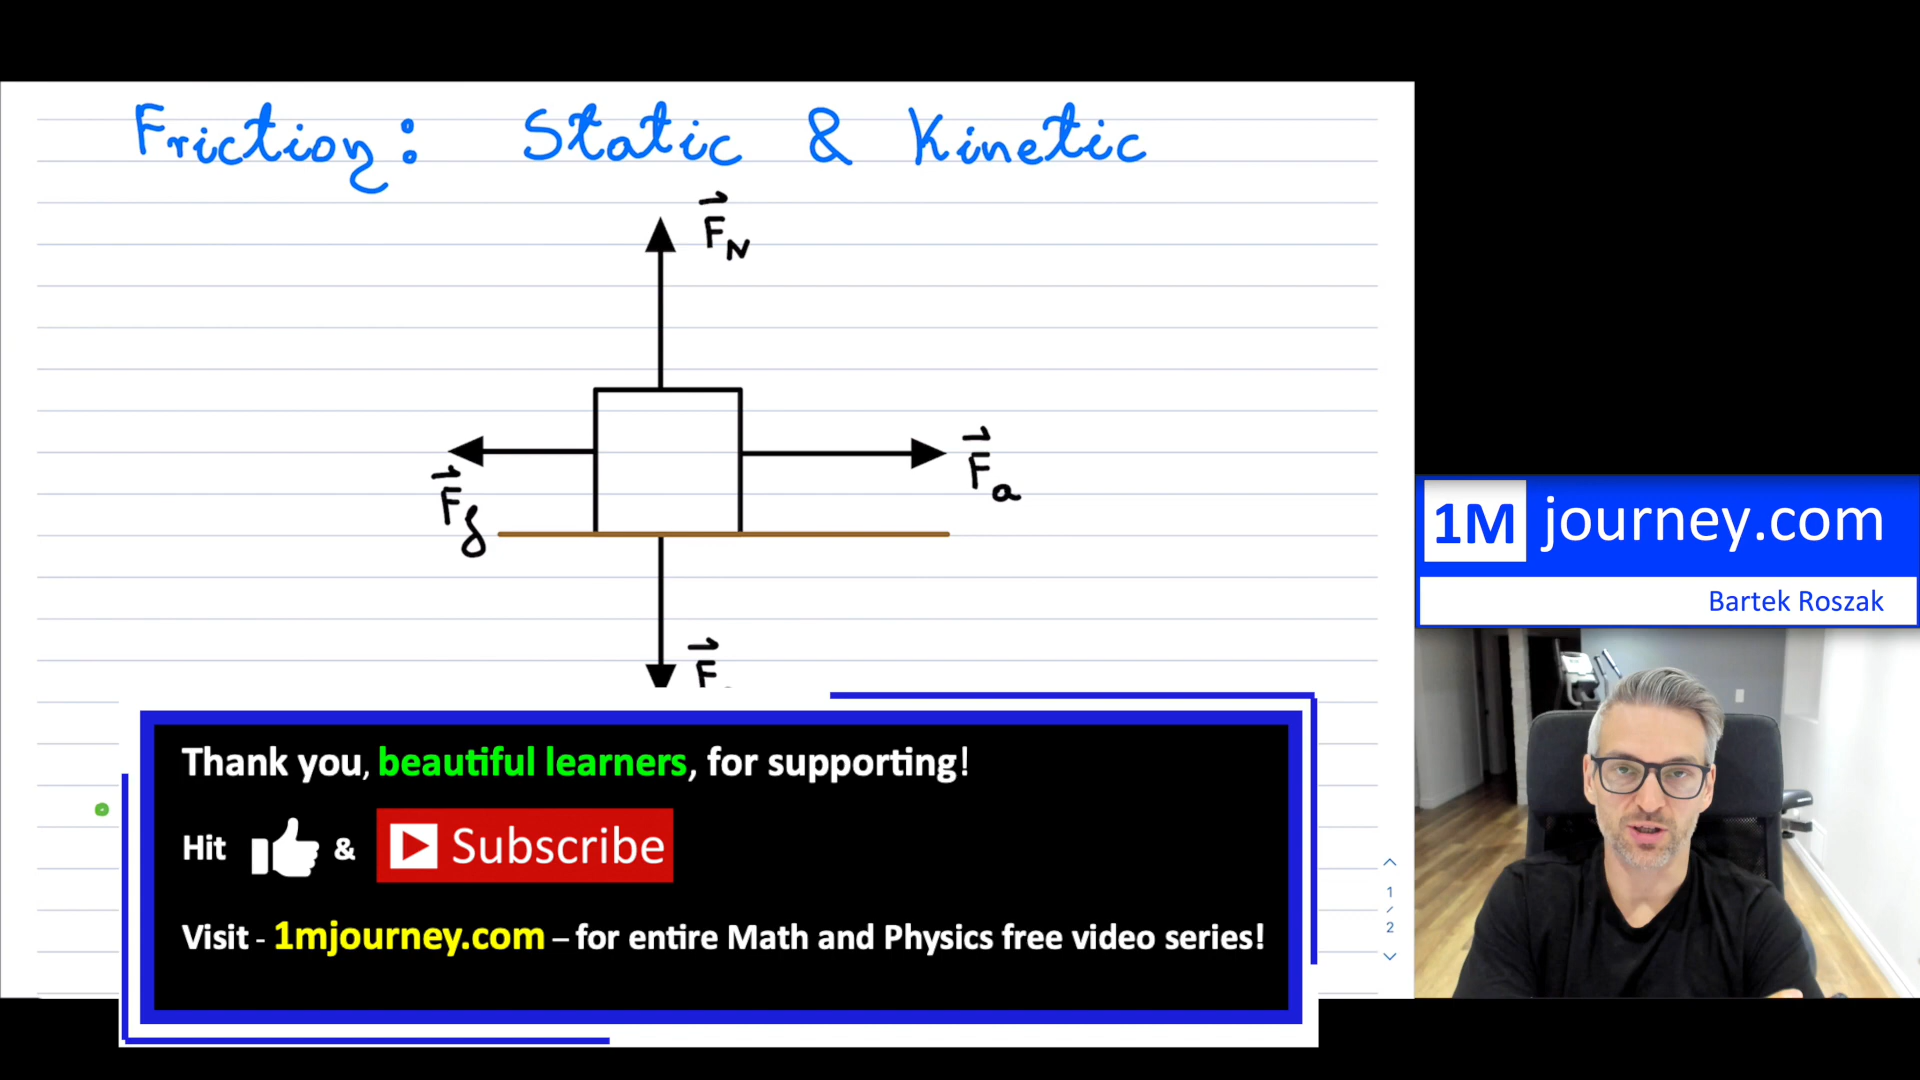 Friction: Static & Kinetic
F N
F a
F f
F
1M journey.com
Bartek Roszak
Thank you, beautiful learners, for supporting!
Hit & Subscribe
Visit - 1mjourney.com – for entire Math and Physics free video series!
1
/
2